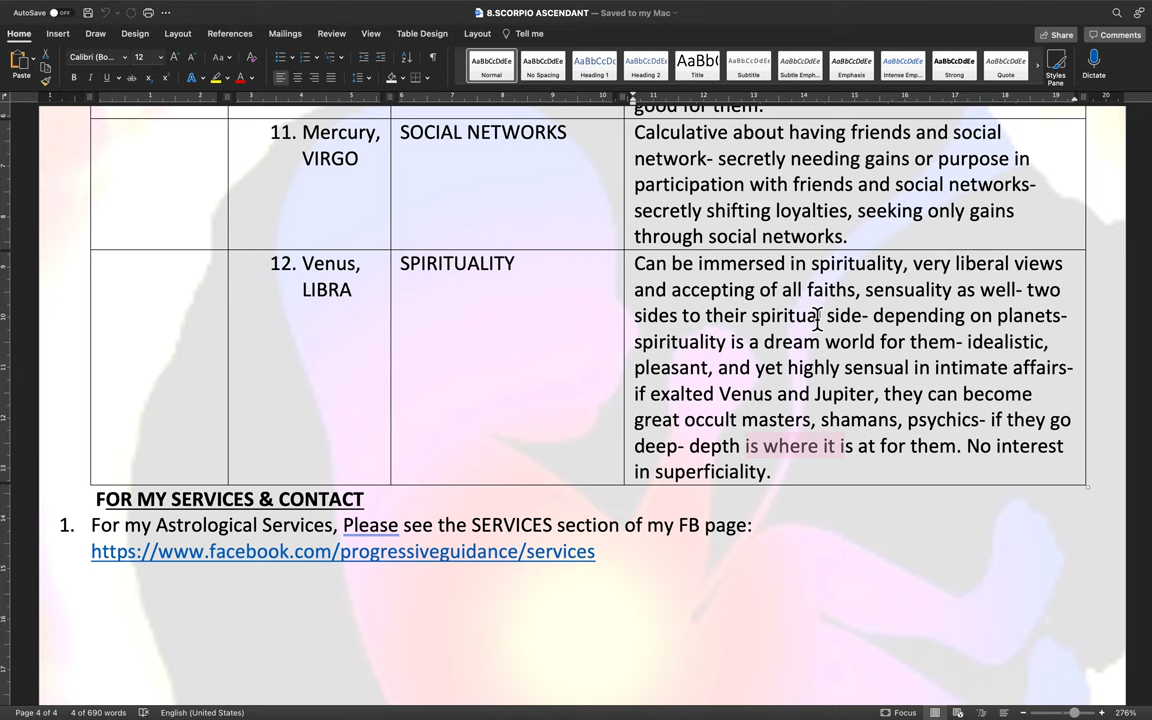 AutoSave OFF
8.SCORPIO ASCENDANT — Saved to my Mac
Home Insert Draw Design Layout References Mailings Review View Table Design Layout Tell me
Share Comments
Paste
Calibri (Bo... 12
AaBbCcDdEe Normal
AaBbCcDdEe No Spacing
AaBbCcDc Heading 1
AaBbCcDdEe Heading 2
AaBb( Title
AaBbCcDdEe Subtitle
AaBbCcDdEe Subtle Emph...
AaBbCcDdEe Emphasis
AaBbCcDdEe Intense Emp...
AaBbCcDdEe Strong
AaBbCcDdEe Quote
Styles Pane
Dictate
good for them.
11. Mercury,
VIRGO
SOCIAL NETWORKS
Calculative about having friends and social
network- secretly needing gains or purpose in
participation with friends and social networks-
secretly shifting loyalties, seeking only gains
through social networks.
12. Venus,
LIBRA
SPIRITUALITY
Can be immersed in spirituality, very liberal views
and accepting of all faiths, sensuality as well- two
sides to their spiritual side- depending on planets-
spirituality is a dream world for them- idealistic,
pleasant, and yet highly sensual in intimate affairs-
if exalted Venus and Jupiter, they can become
great occult masters, shamans, psychics- if they go
deep- depth is where it is at for them. No interest
in superficiality.
FOR MY SERVICES & CONTACT
1. For my Astrological Services, Please see the SERVICES section of my FB page:
https://www.facebook.com/progressiveguidance/services
Page 4 of 4 4 of 690 words English (United States) Focus 276%